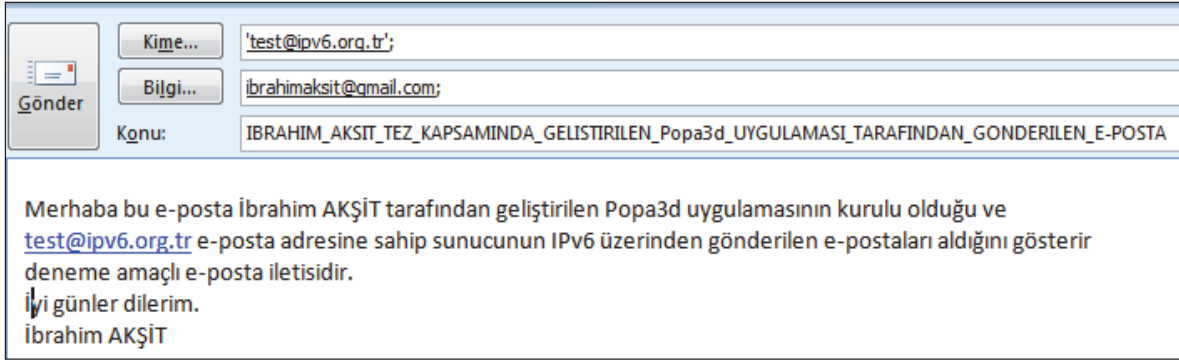 Kime... 'test@ipv6.org.tr';
Gönder
Bilgi... ibrahimaksit@gmail.com;
Konu: IBRAHIM_AKSIT_TEZ_KAPSAMINDA_GELISTIRILEN_Popa3d_UYGULAMASI_TARAFINDAN_GONDERILEN_E-POSTA
Merhaba bu e-posta İbrahim AKŞİT tarafından geliştirilen Popa3d uygulamasının kurulu olduğu ve
test@ipv6.org.tr e-posta adresine sahip sunucunun IPv6 üzerinden gönderilen e-postaları aldığını gösterir
deneme amaçlı e-posta iletisidir.
İyi günler dilerim.
İbrahim AKŞİT